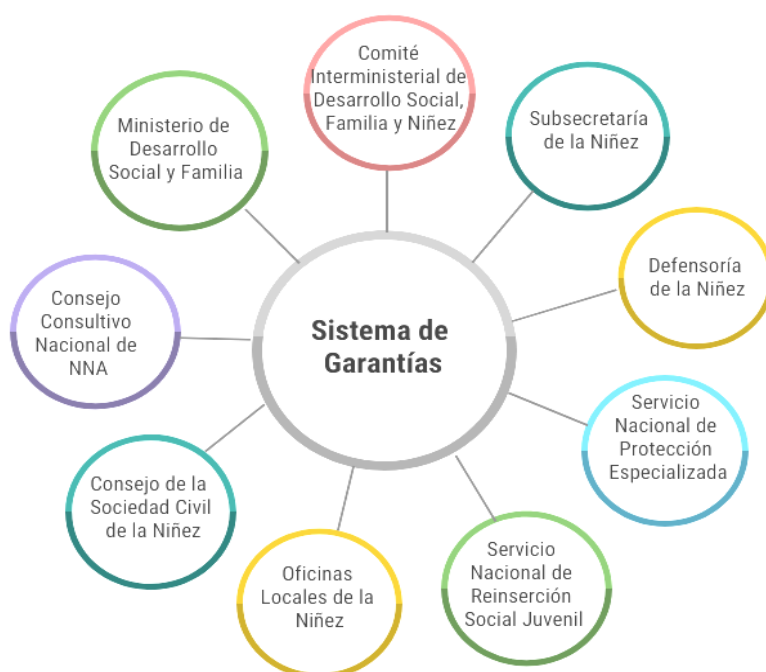 Comité
Interministerial de
Desarrollo Social,
Familia y Niñez
Subsecretaría
de la Niñez
Ministerio de
Desarrollo
Social y Familia
Defensoría
de la Niñez
Consejo
Consultivo
Nacional de
NNA
Sistema de
Garantías
Servicio
Nacional de
Protección
Especializada
Consejo de la
Sociedad Civil
de la Niñez
Oficinas
Locales de la
Niñez
Servicio
Nacional de
Reinserción
Social Juvenil